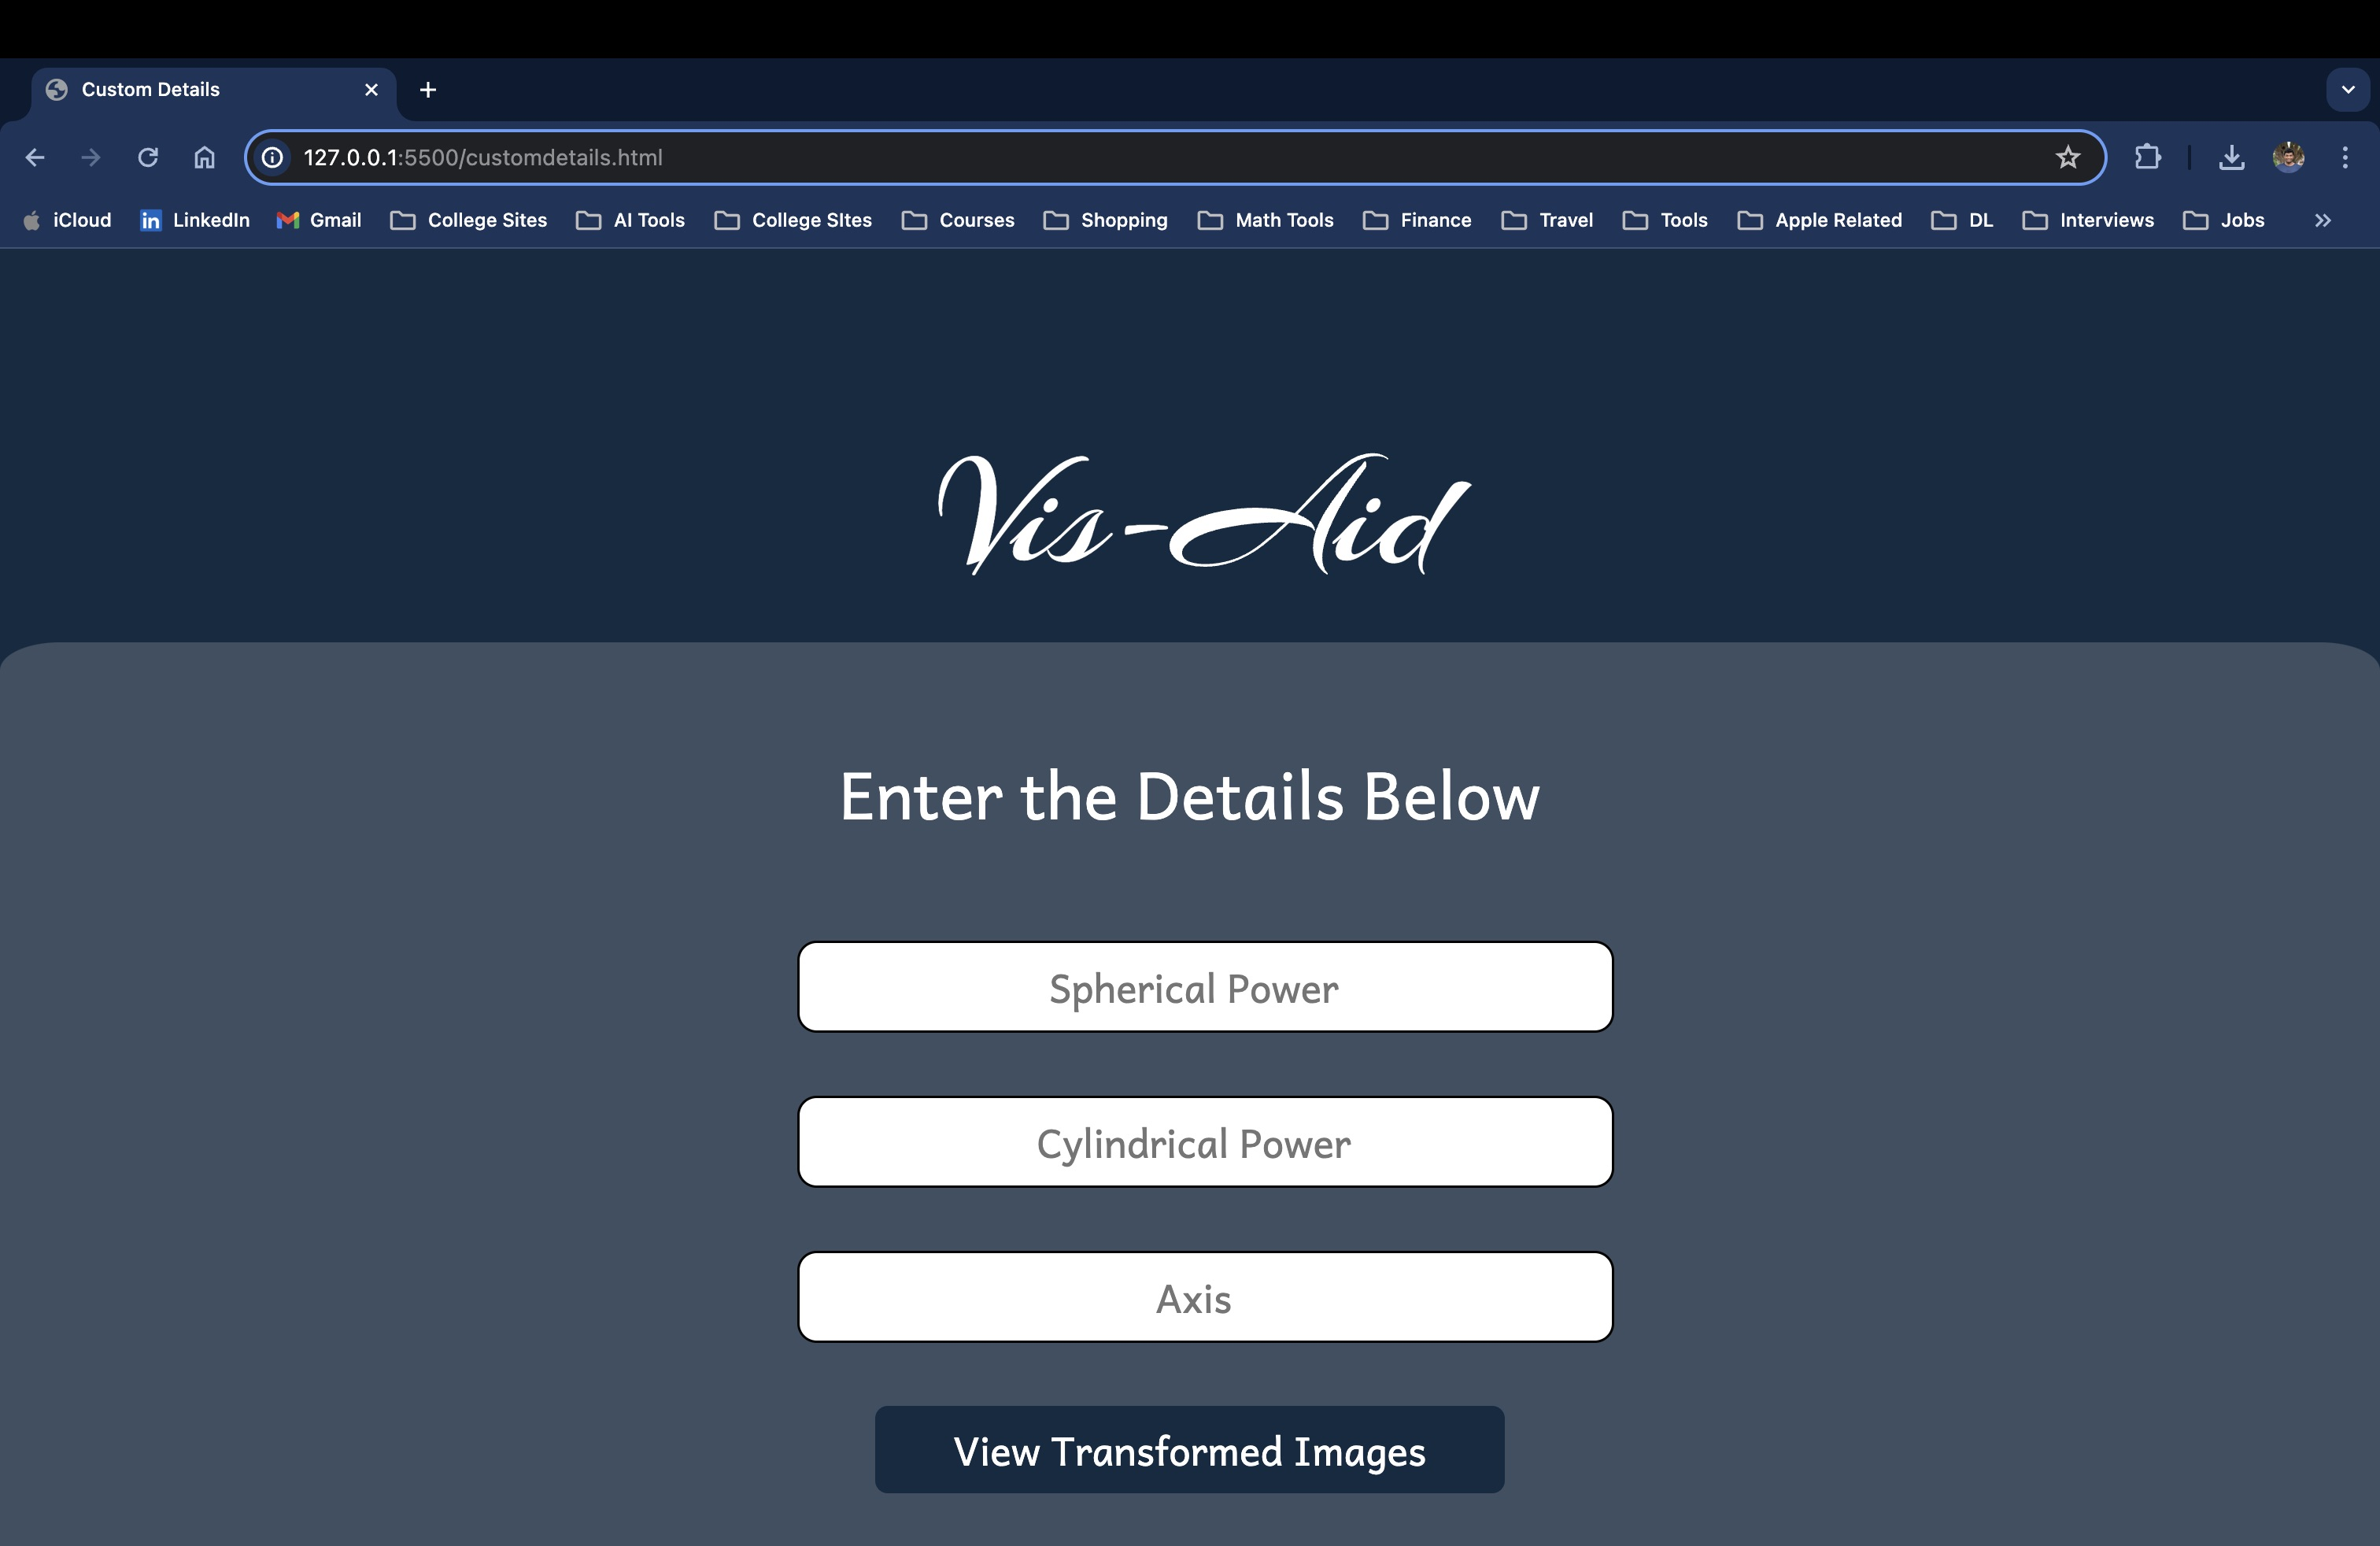 Custom Details
127.0.0.1:5500/customdetails.html
iCloud LinkedIn Gmail College Sites AI Tools College SItes Courses Shopping Math Tools Finance Travel Tools Apple Related DL Interviews Jobs
Vis-Aid
Enter the Details Below
Spherical Power
Cylindrical Power
Axis
View Transformed Images